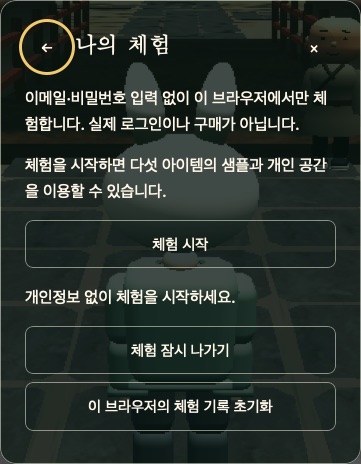 ← 나의 체험 ×
이메일·비밀번호 입력 없이 이 브라우저에서만 체
험합니다. 실제 로그인이나 구매가 아닙니다.
체험을 시작하면 다섯 아이템의 샘플과 개인 공간
을 이용할 수 있습니다.
체험 시작
개인정보 없이 체험을 시작하세요.
체험 잠시 나가기
이 브라우저의 체험 기록 초기화